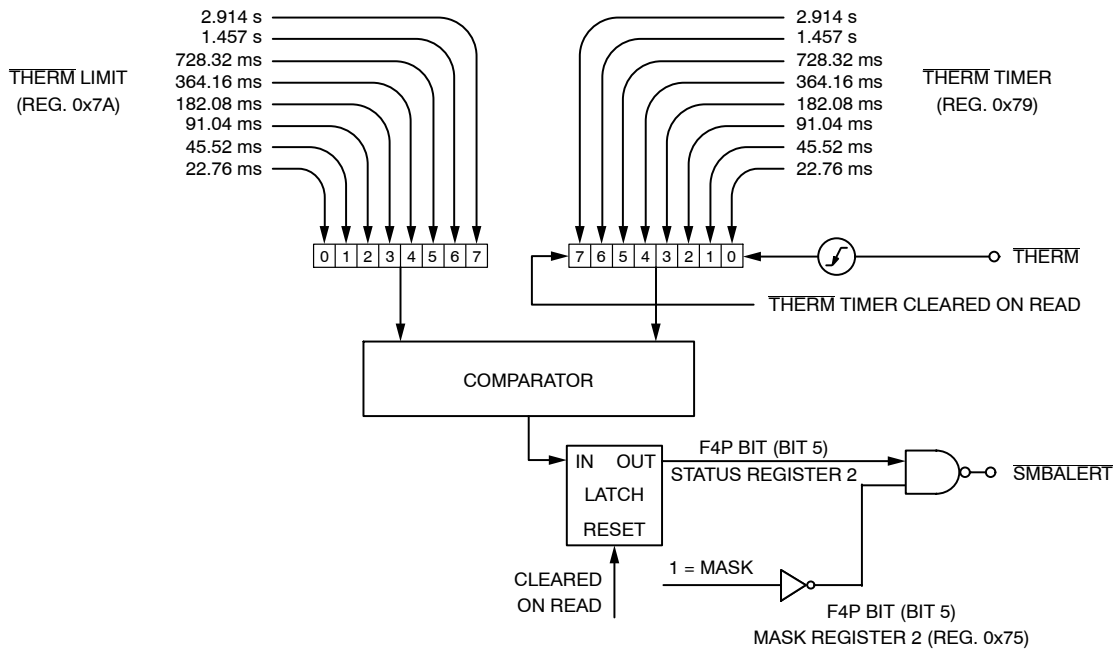 2.914 s
1.457 s
728.32 ms
364.16 ms
182.08 ms
91.04 ms
45.52 ms
22.76 ms
THERM LIMIT
(REG. 0x7A)
2.914 s
1.457 s
728.32 ms
364.16 ms
182.08 ms
91.04 ms
45.52 ms
22.76 ms
THERM TIMER
(REG. 0x79)
0 1 2 3 4 5 6 7
7 6 5 4 3 2 1 0
THERM
THERM TIMER CLEARED ON READ
COMPARATOR
IN OUT
LATCH
RESET
F4P BIT (BIT 5)
STATUS REGISTER 2
SMBALERT
CLEARED
ON READ
1 = MASK
F4P BIT (BIT 5)
MASK REGISTER 2 (REG. 0x75)